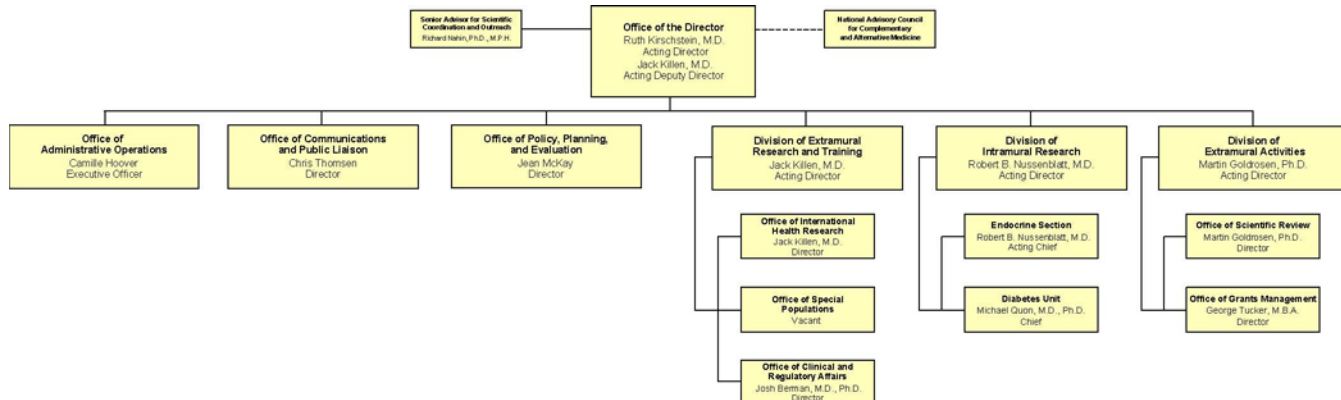 Senior Advisor for Scientific
Coordination and Outreach
Richard Nahin, Ph.D., M.P.H.
Office of the Director
Ruth Kirschstein, M.D.
Acting Director
Jack Killen, M.D.
Acting Deputy Director
National Advisory Council
for Complementary
and Alternative Medicine
Office of
Administrative Operations
Camille Hoover
Executive Officer
Office of Communications
and Public Liaison
Chris Thomsen
Director
Office of Policy, Planning,
and Evaluation
Jean McKay
Director
Division of Extramural
Research and Training
Jack Killen, M.D.
Acting Director
Division of
Intramural Research
Robert B. Nussenblatt, M.D.
Acting Director
Division of
Extramural Activities
Martin Goldrosen, Ph.D.
Acting Director
Office of International
Health Research
Jack Killen, M.D.
Director
Endocrine Section
Robert B. Nussenblatt, M.D.
Acting Chief
Office of Scientific Review
Martin Goldrosen, Ph.D.
Director
Office of Special
Populations
Vacant
Diabetes Unit
Michael Quon, M.D., Ph.D.
Chief
Office of Grants Management
George Tucker, M.B.A.
Director
Office of Clinical and
Regulatory Affairs
Josh Berman, M.D., Ph.D.
Director